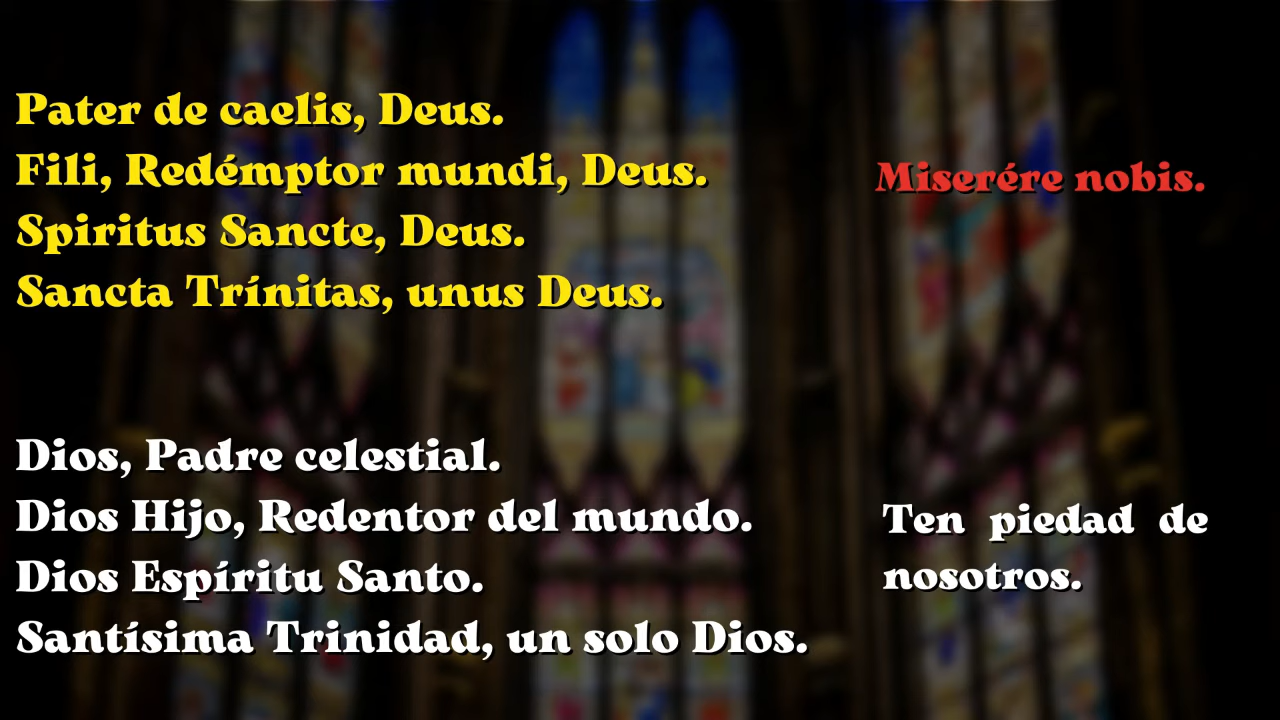 Pater de caelis, Deus.
Fili, Redémptor mundi, Deus.
Spiritus Sancte, Deus.
Sancta Trínitas, unus Deus.
Miserére nobis.
Dios, Padre celestial.
Dios Hijo, Redentor del mundo.
Dios Espíritu Santo.
Santísima Trinidad, un solo Dios.
Ten piedad de
nosotros.